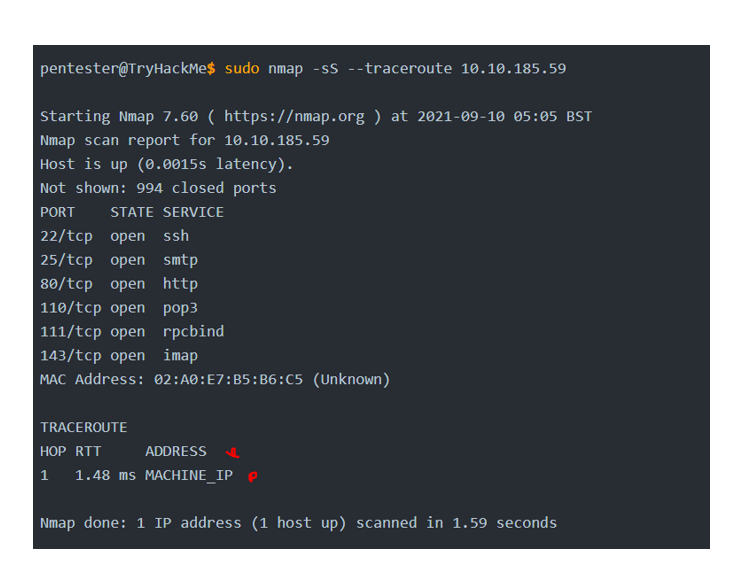 pentester@TryHackMe$ sudo nmap -sS --traceroute 10.10.185.59
Starting Nmap 7.60 ( https://nmap.org ) at 2021-09-10 05:05 BST
Nmap scan report for 10.10.185.59
Host is up (0.0015s latency).
Not shown: 994 closed ports
PORT    STATE SERVICE
22/tcp  open  ssh
25/tcp  open  smtp
80/tcp  open  http
110/tcp open  pop3
111/tcp open  rpcbind
143/tcp open  imap
MAC Address: 02:A0:E7:B5:B6:C5 (Unknown)
TRACEROUTE
HOP RTT     ADDRESS
1   1.48 ms MACHINE_IP
Nmap done: 1 IP address (1 host up) scanned in 1.59 seconds